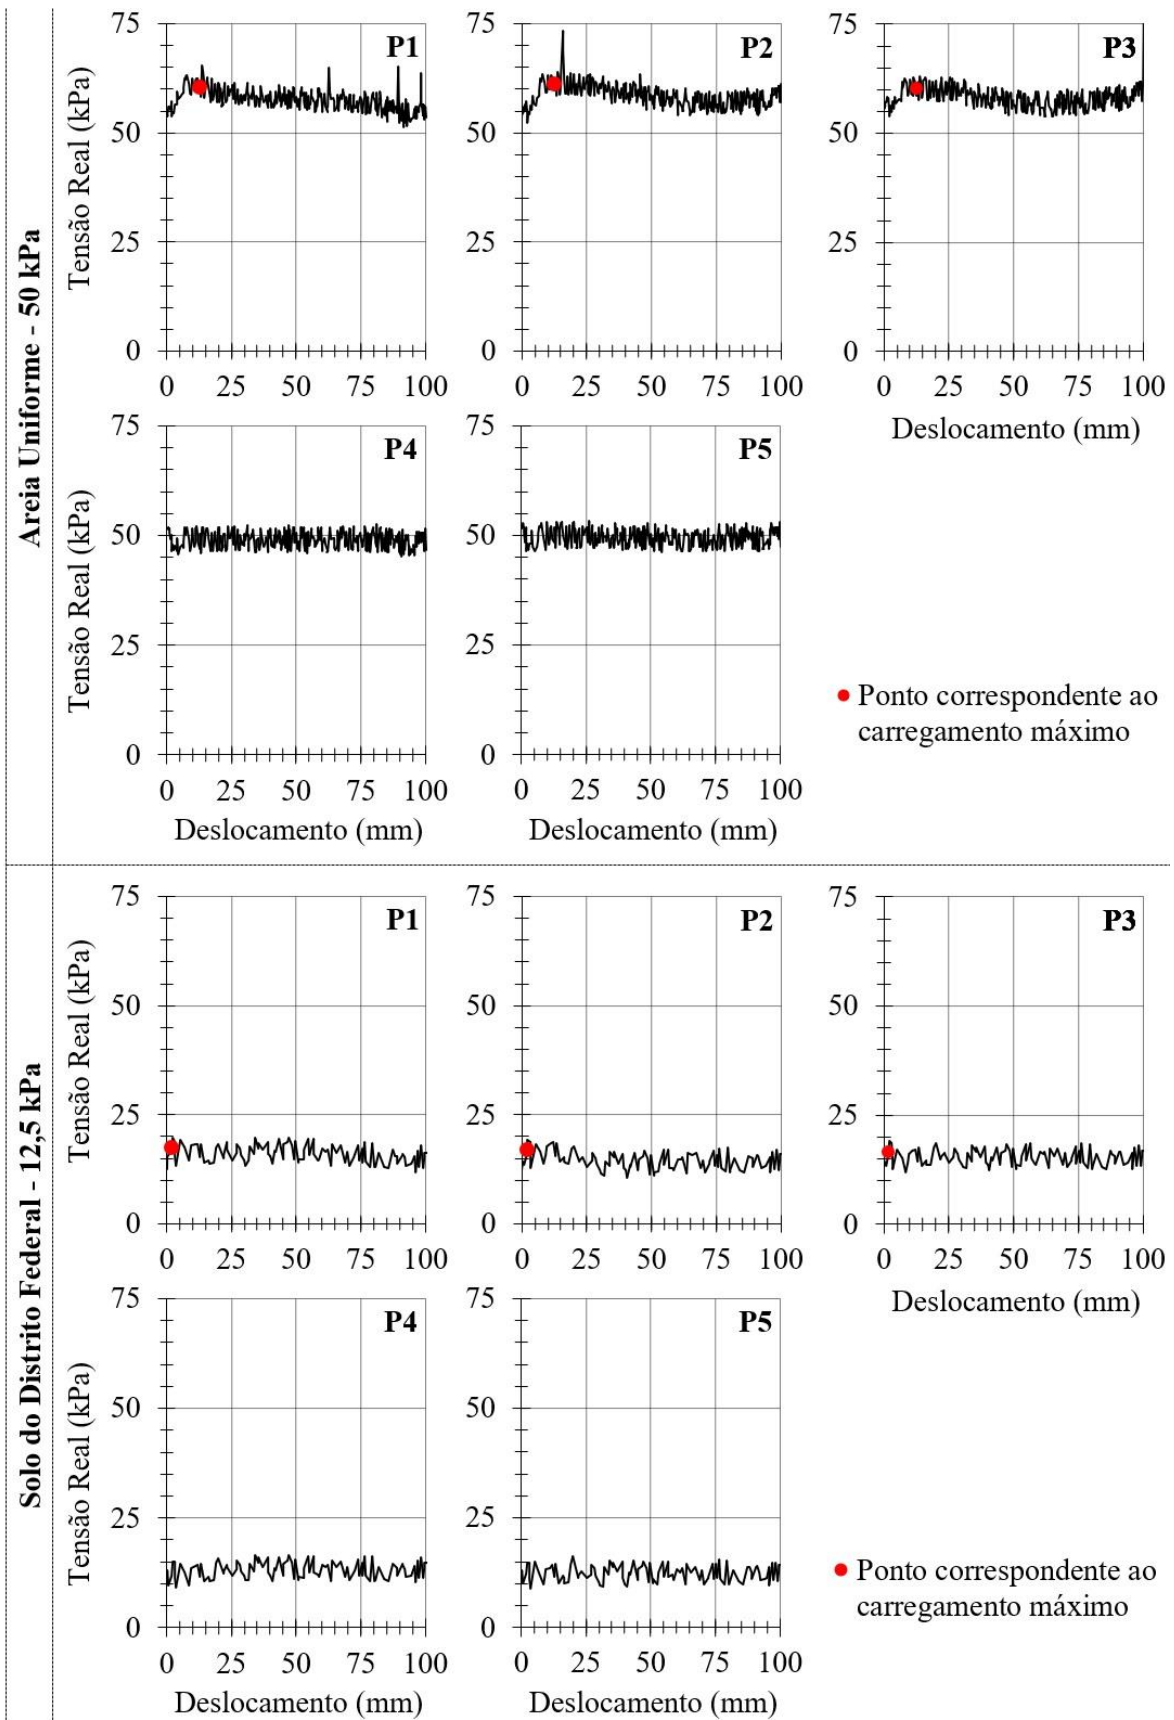 Areia Uniforme - 50 kPa
Tensão Real (kPa)
75
50
25
0
P1
0 25 50 75 100
75
50
25
0
P2
0 25 50 75 100
75
50
25
0
P3
0 25 50 75 100
Deslocamento (mm)
Tensão Real (kPa)
75
50
25
0
P4
0 25 50 75 100
Deslocamento (mm)
75
50
25
0
P5
0 25 50 75 100
Deslocamento (mm)
Ponto correspondente ao
carregamento máximo
Solo do Distrito Federal - 12,5 kPa
Tensão Real (kPa)
75
50
25
0
P1
0 25 50 75 100
75
50
25
0
P2
0 25 50 75 100
75
50
25
0
P3
0 25 50 75 100
Deslocamento (mm)
Tensão Real (kPa)
75
50
25
0
P4
0 25 50 75 100
Deslocamento (mm)
75
50
25
0
P5
0 25 50 75 100
Deslocamento (mm)
Ponto correspondente ao
carregamento máximo